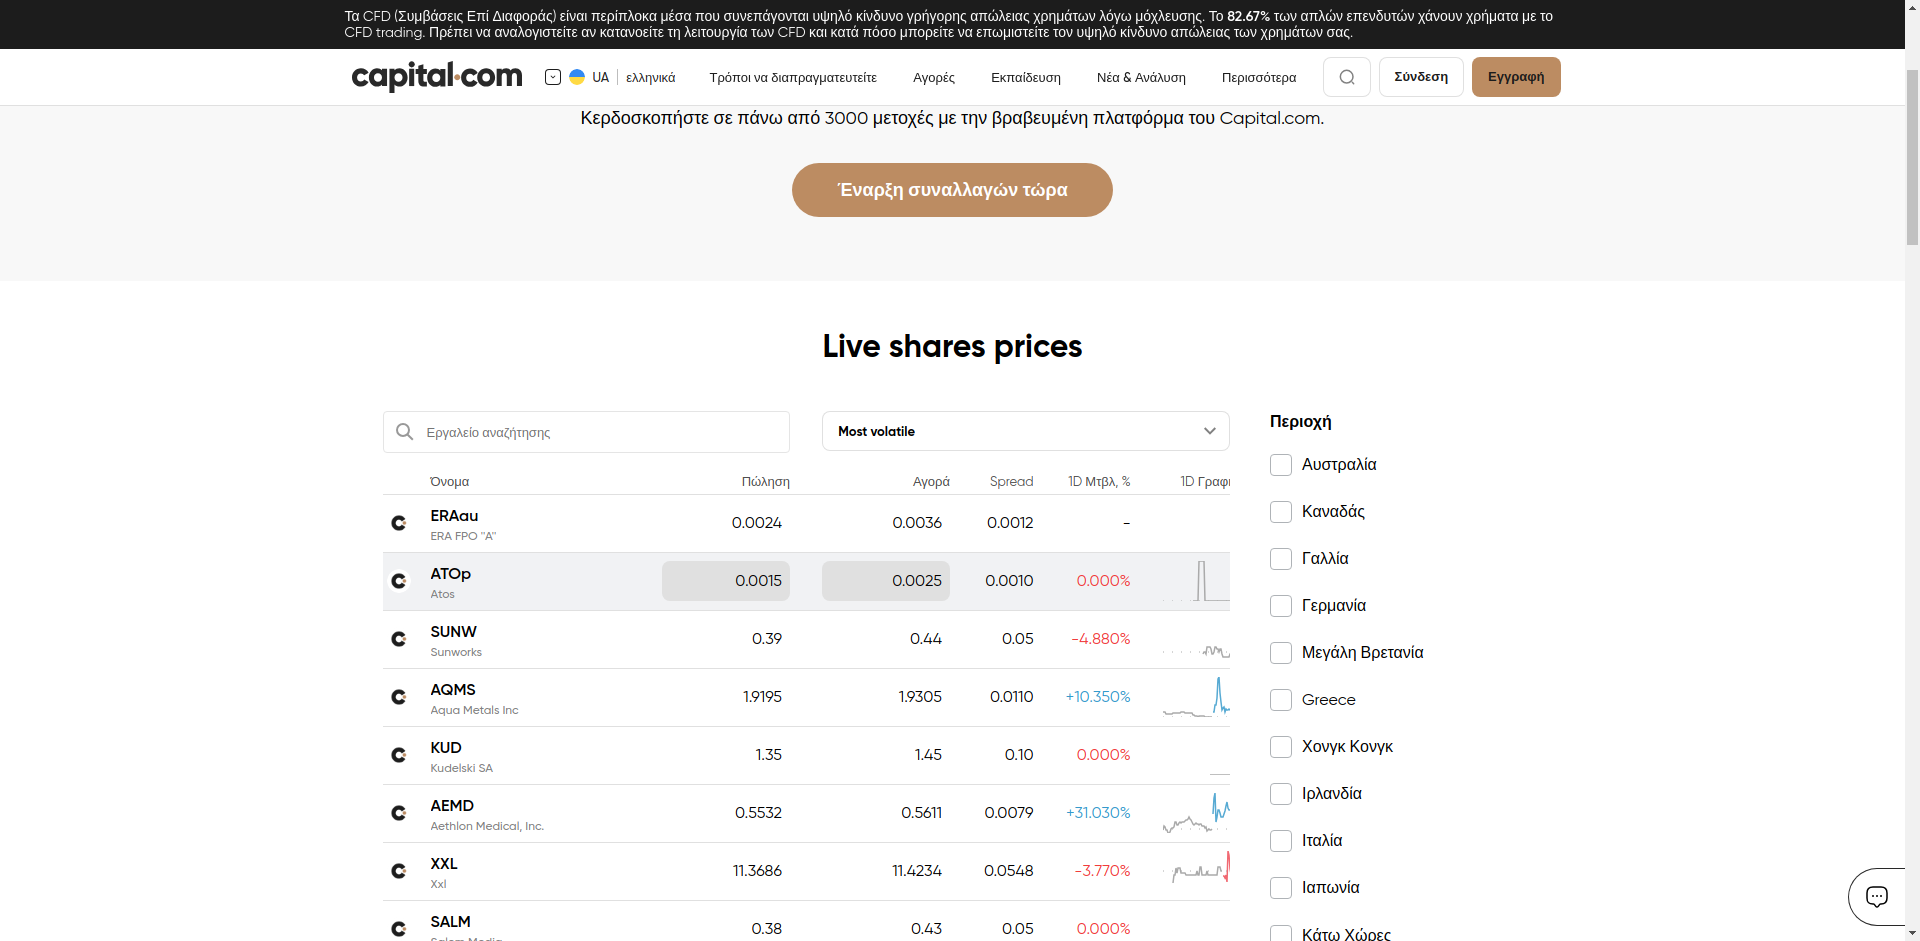 Τα CFD (Συμβάσεις Επί Διαφοράς) είναι περίπλοκα μέσα που συνεπάγονται υψηλό κίνδυνο γρήγορης απώλειας χρημάτων λόγω μόχλευσης. Το 82.67% των απλών επενδυτών χάνουν χρήματα με το
CFD trading. Πρέπει να αναλογιστείτε αν κατανοείτε τη λειτουργία των CFD και κατά πόσο μπορείτε να επωμιστείτε τον υψηλό κίνδυνο απώλειας των χρημάτων σας.
capital.com UA ελληνικά Τρόποι να διαπραγματευτείτε Αγορές Εκπαίδευση Νέα & Ανάλυση Περισσότερα Σύνδεση Εγγραφή
Κερδοσκοπήστε σε πάνω από 3000 μετοχές με την βραβευμένη πλατφόρμα του Capital.com.
Έναρξη συναλλαγών τώρα
Live shares prices
Εργαλείο αναζήτησης
Most volatile
Όνομα Πώληση Αγορά Spread 1D Μτβλ, % 1D Γραφι
ERAau 0.0024 0.0036 0.0012 -
ERA FPO "A"
ATOp 0.0015 0.0025 0.0010 0.000%
Atos
SUNW 0.39 0.44 0.05 -4.880%
Sunworks
AQMS 1.9195 1.9305 0.0110 +10.350%
Aqua Metals Inc
KUD 1.35 1.45 0.10 0.000%
Kudelski SA
AEMD 0.5532 0.5611 0.0079 +31.030%
Aethlon Medical, Inc.
XXL 11.3686 11.4234 0.0548 -3.770%
Xxl
SALM 0.38 0.43 0.05 0.000%
Salem Media
Περιοχή
Αυστραλία
Καναδάς
Γαλλία
Γερμανία
Μεγάλη Βρετανία
Greece
Χονγκ Κονγκ
Ιρλανδία
Ιταλία
Ιαπωνία
Κάτω Χώρες